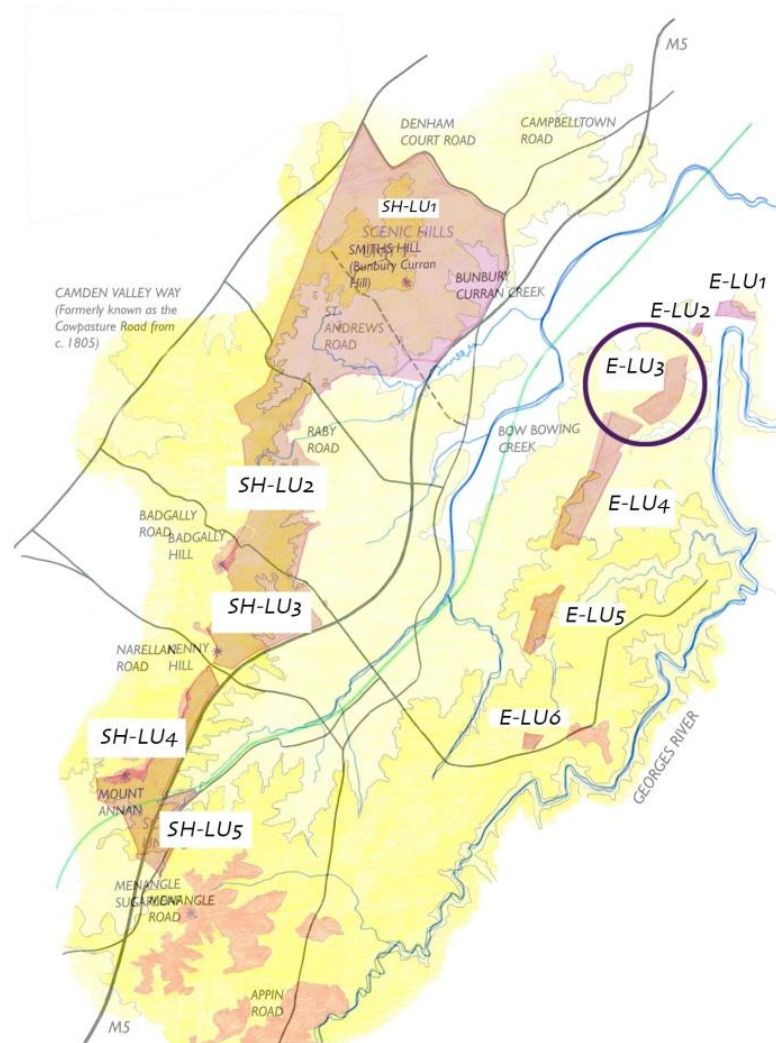 M5
DENHAM
COURT ROAD
CAMPBELLTOWN
ROAD
SH-LU1
SCENIC HILLS
SMITHS HILL
(Bunbury Curran
Hill)
BUNBURY
CURRAN CREEK
E-LU1
E-LU2
CAMDEN VALLEY WAY
(Formerly known as the
Cowpasture Road from
c. 1805)
ST.
ANDREWS
ROAD
E-LU3
RABY
ROAD
BOW BOWING
CREEK
SH-LU2
E-LU4
BADGALLY
ROAD
BADGALLY
HILL
SH-LU3
E-LU5
NARELLAN
ROAD
KENNY
HILL
E-LU6
SH-LU4
GEORGES RIVER
MOUNT
ANNAN
SH-LU5
MENANGLE
SUGARLOAF
MENANGLE
ROAD
APPIN
ROAD
M5